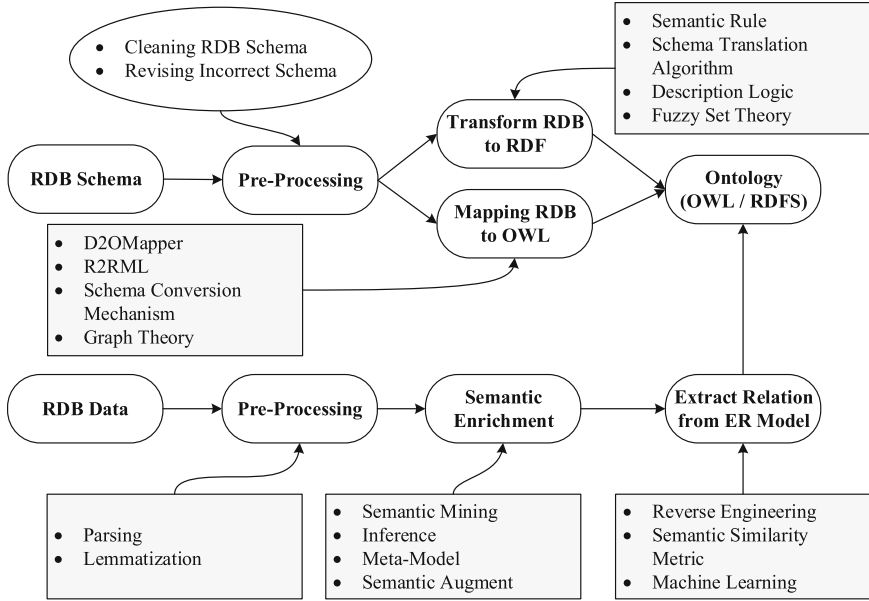 ● Cleaning RDB Schema
● Revising Incorrect Schema
● Semantic Rule
● Schema Translation
Algorithm
● Description Logic
● Fuzzy Set Theory
RDB Schema
Pre-Processing
Transform RDB
to RDF
Mapping RDB
to OWL
Ontology
(OWL / RDFS)
● D2OMapper
● R2RML
● Schema Conversion
Mechanism
● Graph Theory
RDB Data
Pre-Processing
Semantic
Enrichment
Extract Relation
from ER Model
● Parsing
● Lemmatization
● Semantic Mining
● Inference
● Meta-Model
● Semantic Augment
● Reverse Engineering
● Semantic Similarity
Metric
● Machine Learning